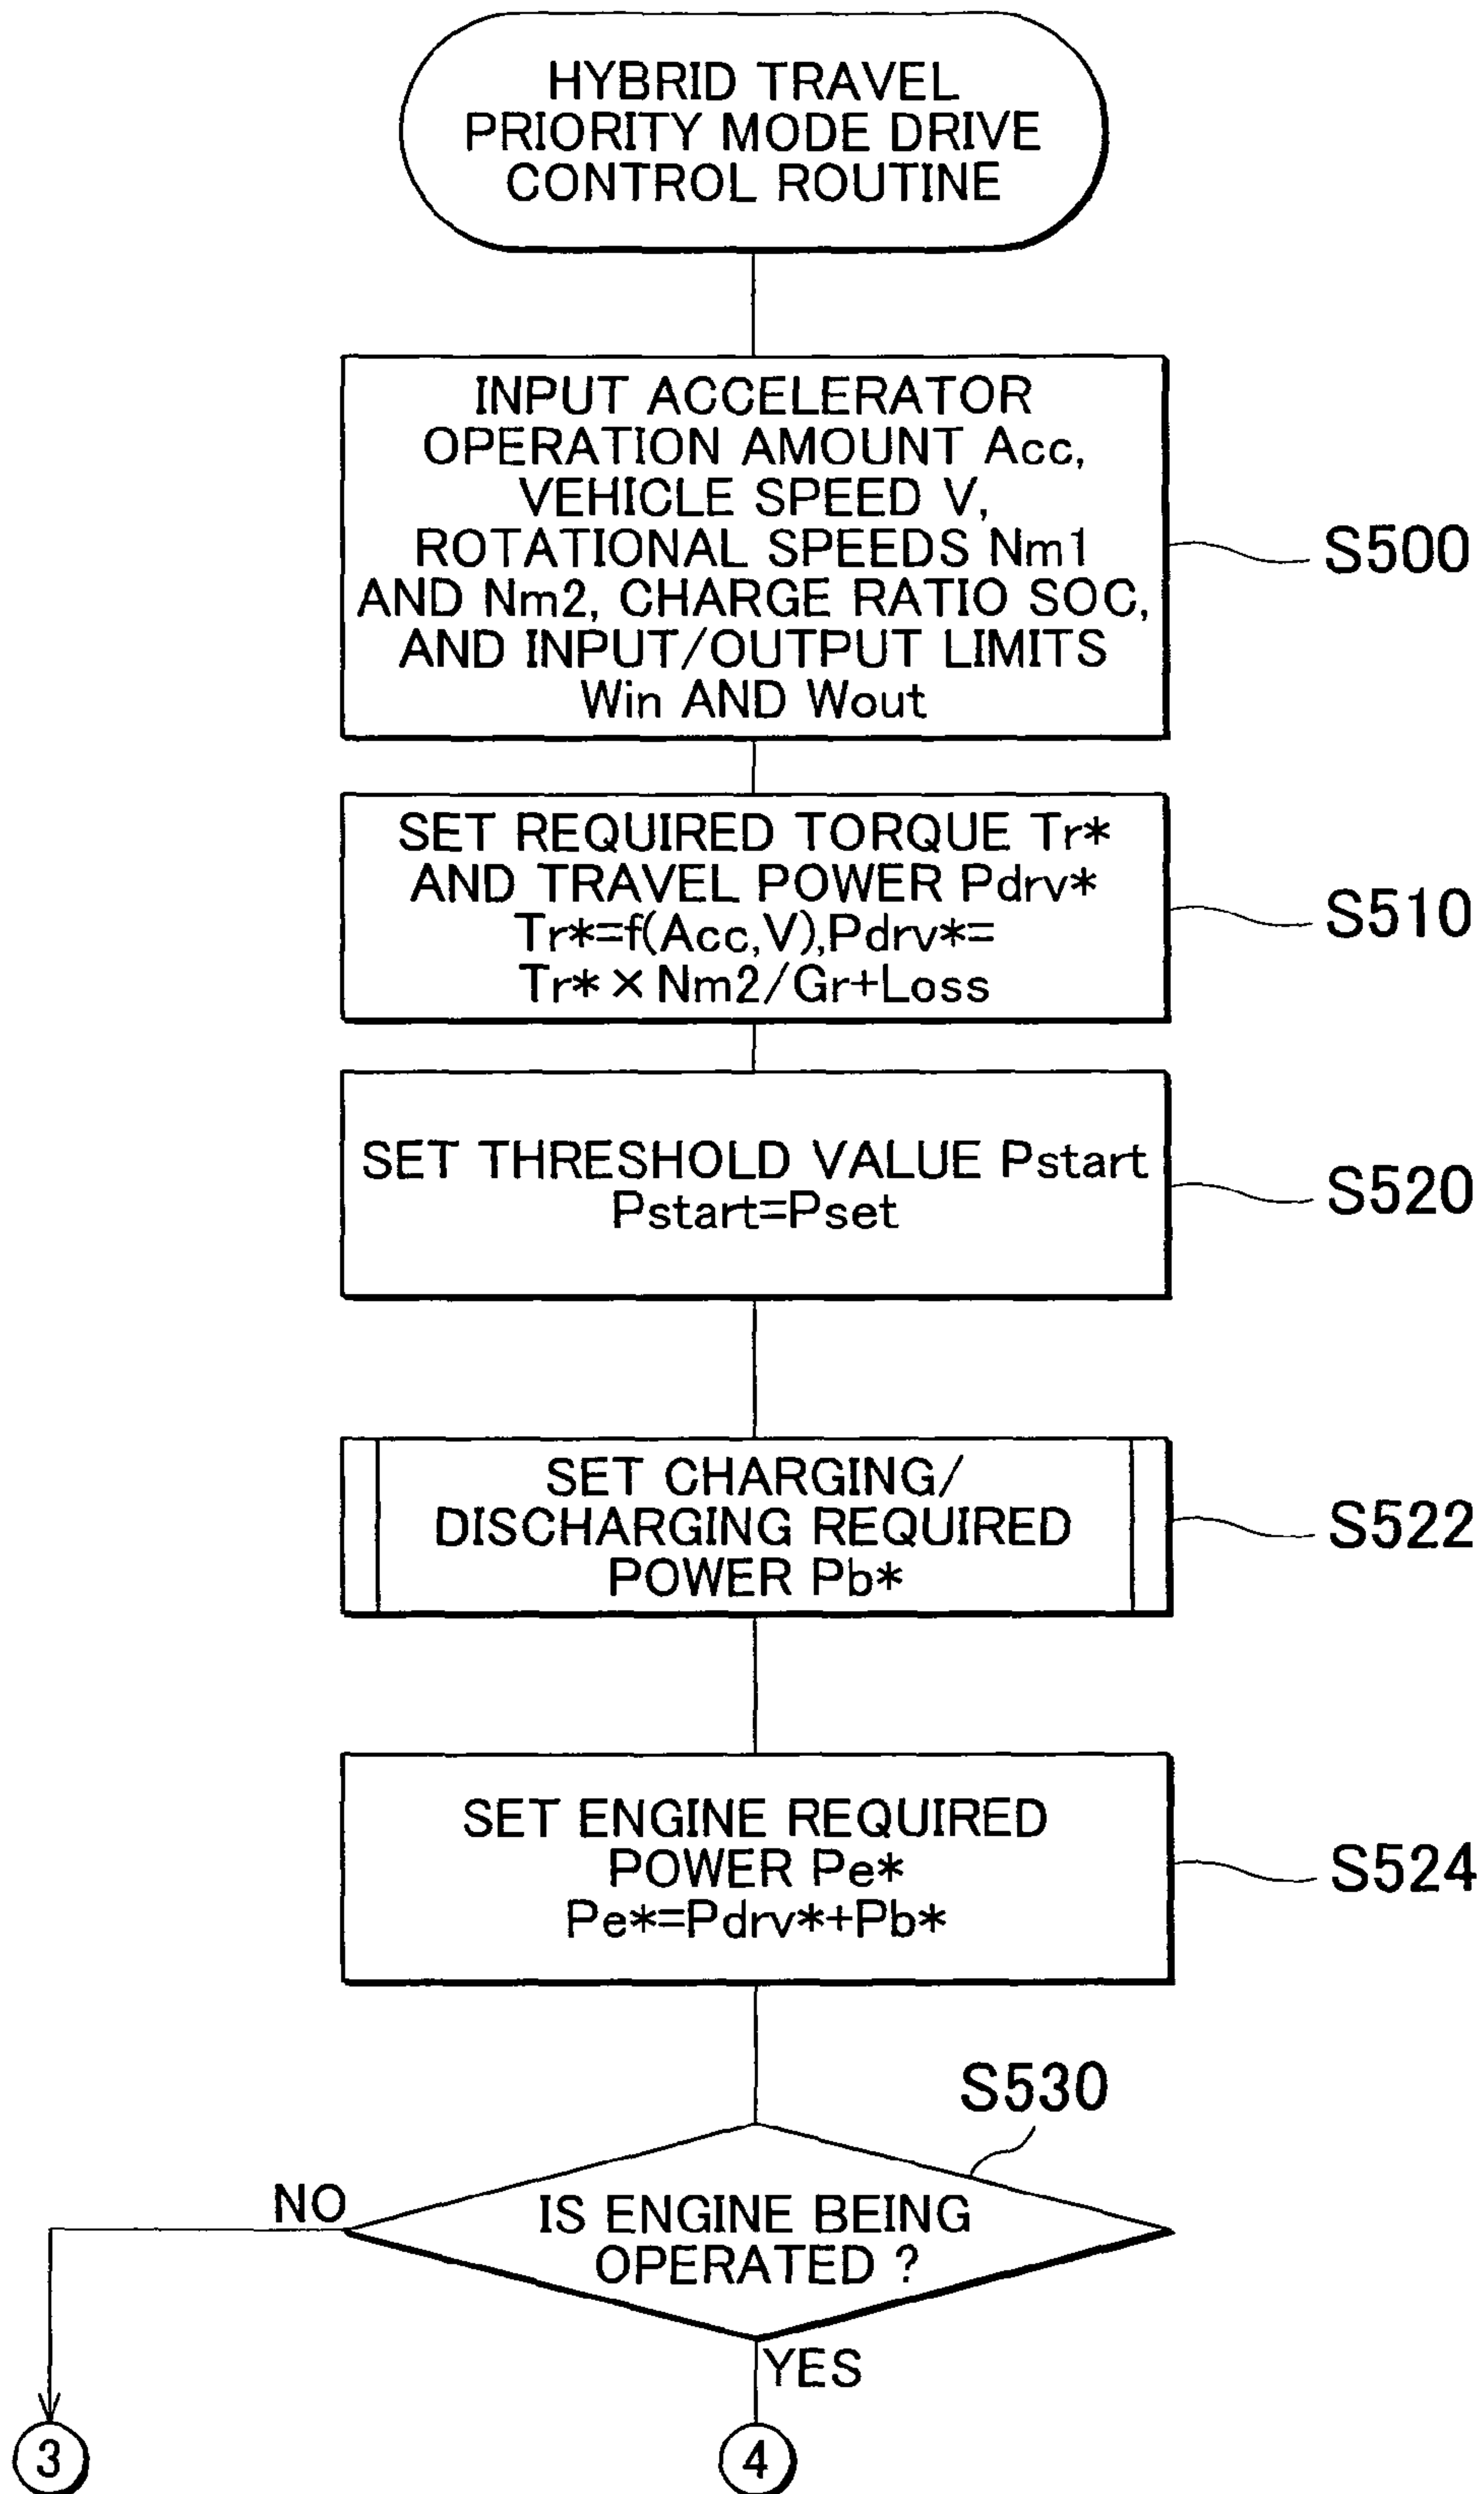 HYBRID TRAVEL
PRIORITY MODE DRIVE
CONTROL ROUTINE
INPUT ACCELERATOR
OPERATION AMOUNT Acc,
VEHICLE SPEED V,
ROTATIONAL SPEEDS Nm1
AND Nm2, CHARGE RATIO SOC,
AND INPUT/OUTPUT LIMITS
Win AND Wout
S500
SET REQUIRED TORQUE Tr*
AND TRAVEL POWER Pdrv*
Tr*=f(Acc,V),Pdrv*=
Tr*×Nm2/Gr+Loss
S510
SET THRESHOLD VALUE Pstart
Pstart=Pset
S520
SET CHARGING/
DISCHARGING REQUIRED
POWER Pb*
S522
SET ENGINE REQUIRED
POWER Pe*
Pe*=Pdrv*+Pb*
S524
S530
IS ENGINE BEING
OPERATED ?
NO
YES
3
4